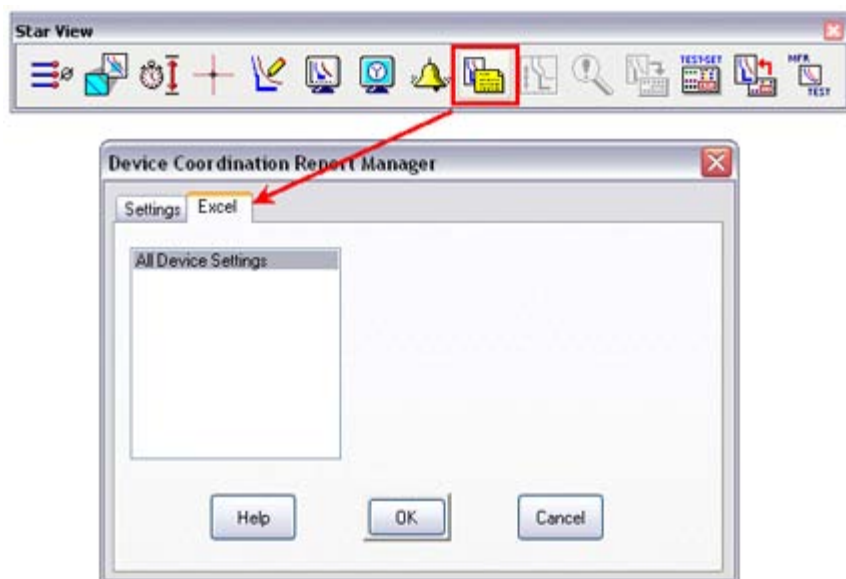 Star View
TEST-SET
MFR
TEST
Device Coordination Report Manager
Settings
Excel
All Device Settings
Help
OK
Cancel